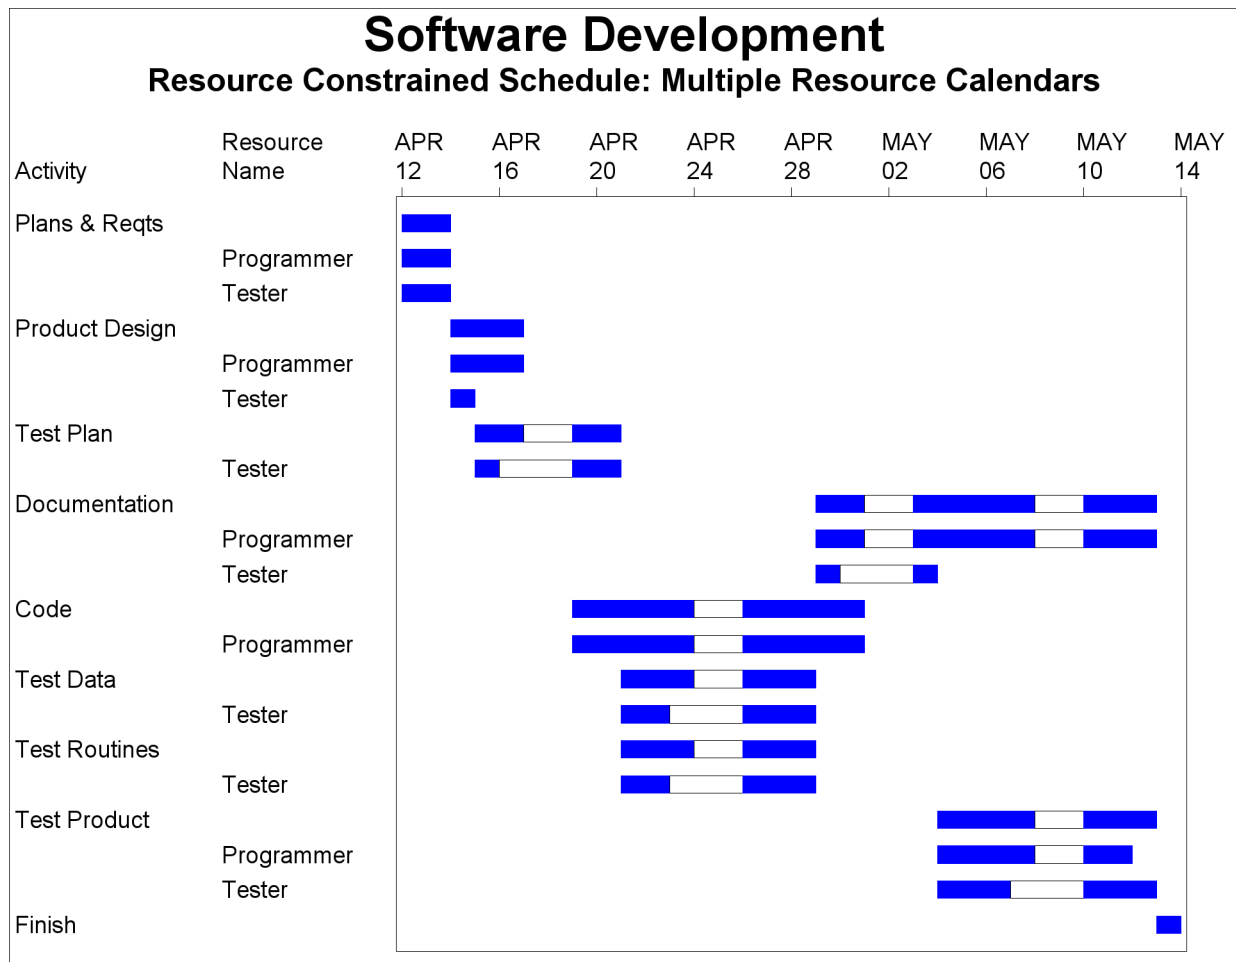 Software Development
Resource Constrained Schedule: Multiple Resource Calendars
Resource APR APR APR APR APR MAY MAY MAY MAY
Activity Name 12 16 20 24 28 02 06 10 14
Plans & Reqts
Programmer
Tester
Product Design
Programmer
Tester
Test Plan
Tester
Documentation
Programmer
Tester
Code
Programmer
Test Data
Tester
Test Routines
Tester
Test Product
Programmer
Tester
Finish